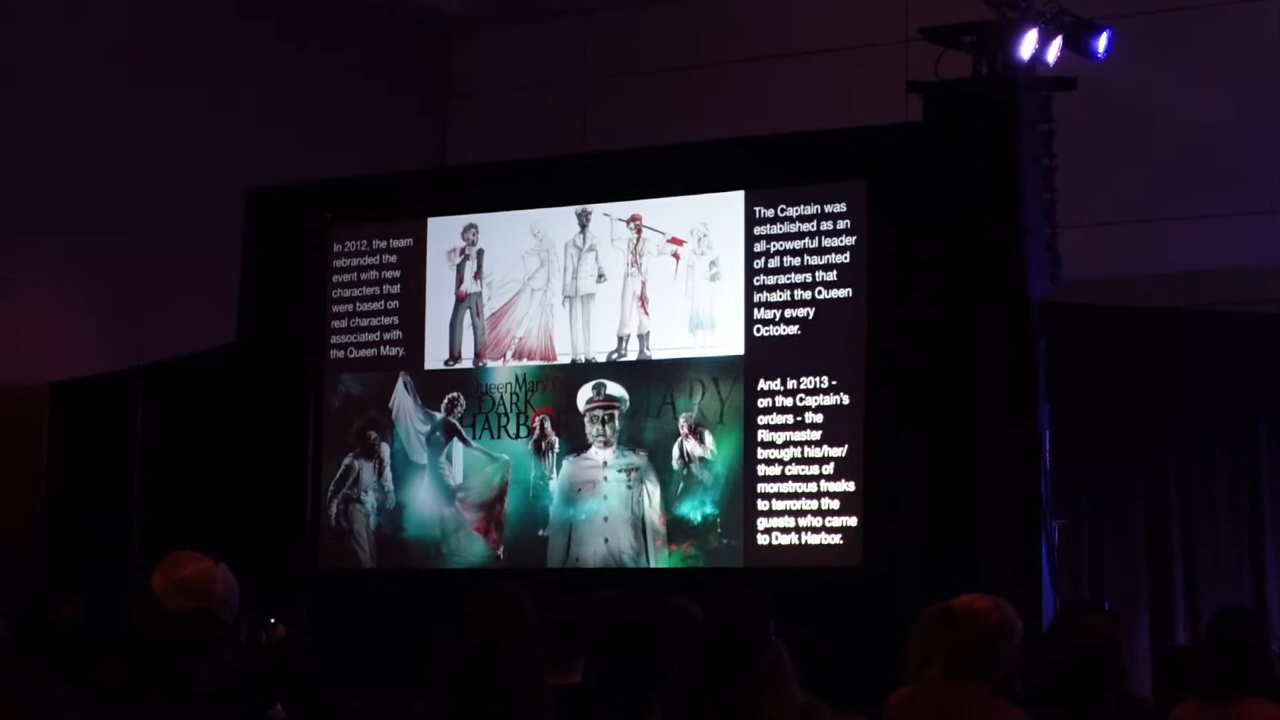 In 2012, the team
rebranded the
event with new
characters that
were based on
real characters
associated with
the Queen Mary.
The Captain was
established as an
all-powerful leader
of all the haunted
characters that
inhabit the Queen
Mary every
October.
QueenMary's
DARK
HARBO
ARY
And, in 2013 -
on the Captain's
orders - the
Ringmaster
brought his/her/
their circus of
monstrous freaks
to terrorize the
guests who came
to Dark Harbor.